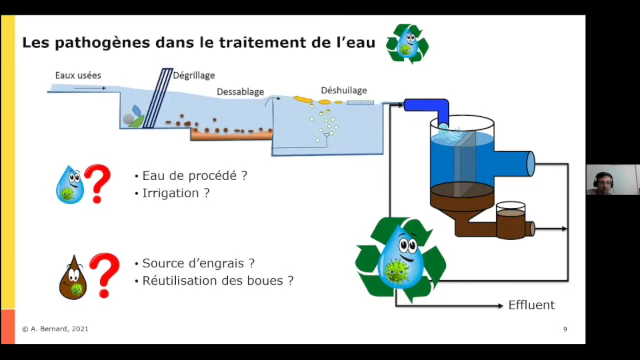 Les pathogènes dans le traitement de l'eau
Eaux usées
Dégrillage
Dessablage
Déshuilage
• Eau de procédé ?
• Irrigation ?
• Source d'engrais ?
• Réutilisation des boues ?
Effluent
© A. Bernard, 2021
9